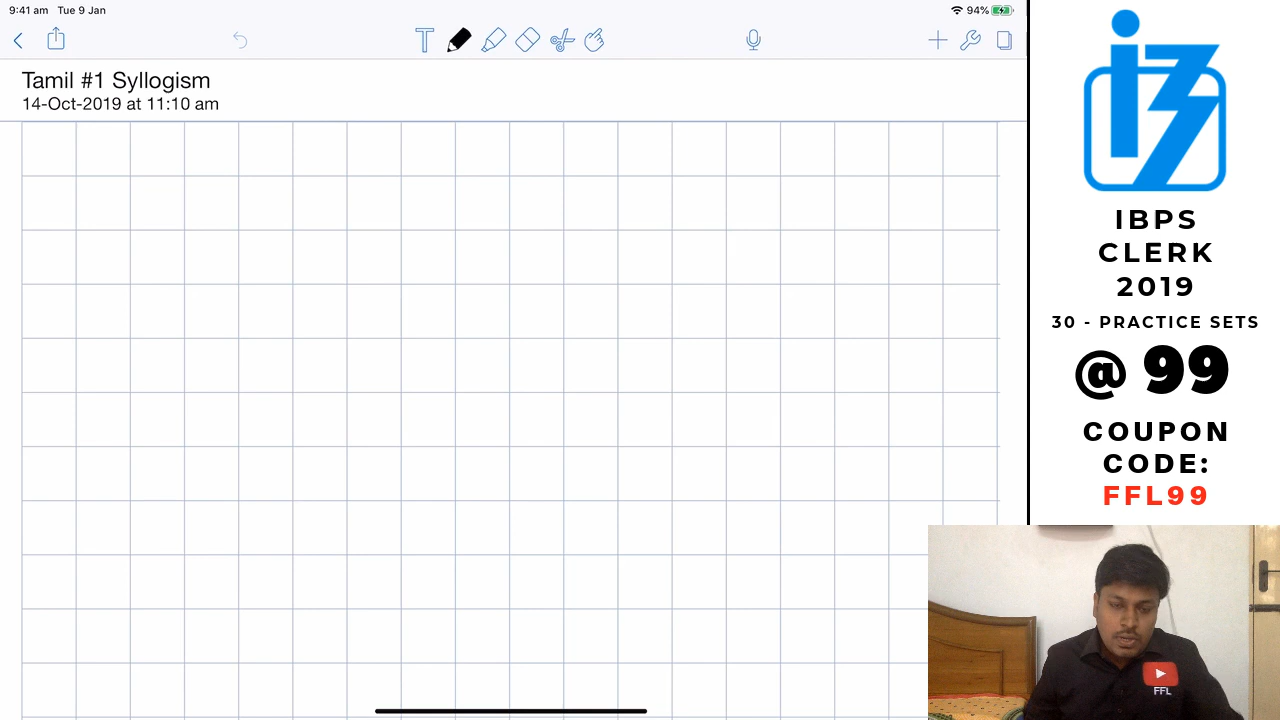 9:41 am Tue 9 Jan
94%
T
Tamil #1 Syllogism
14-Oct-2019 at 11:10 am
IBPS
CLERK
2019
30 - PRACTICE SETS
@ 99
COUPON
CODE:
FFL99
FFL